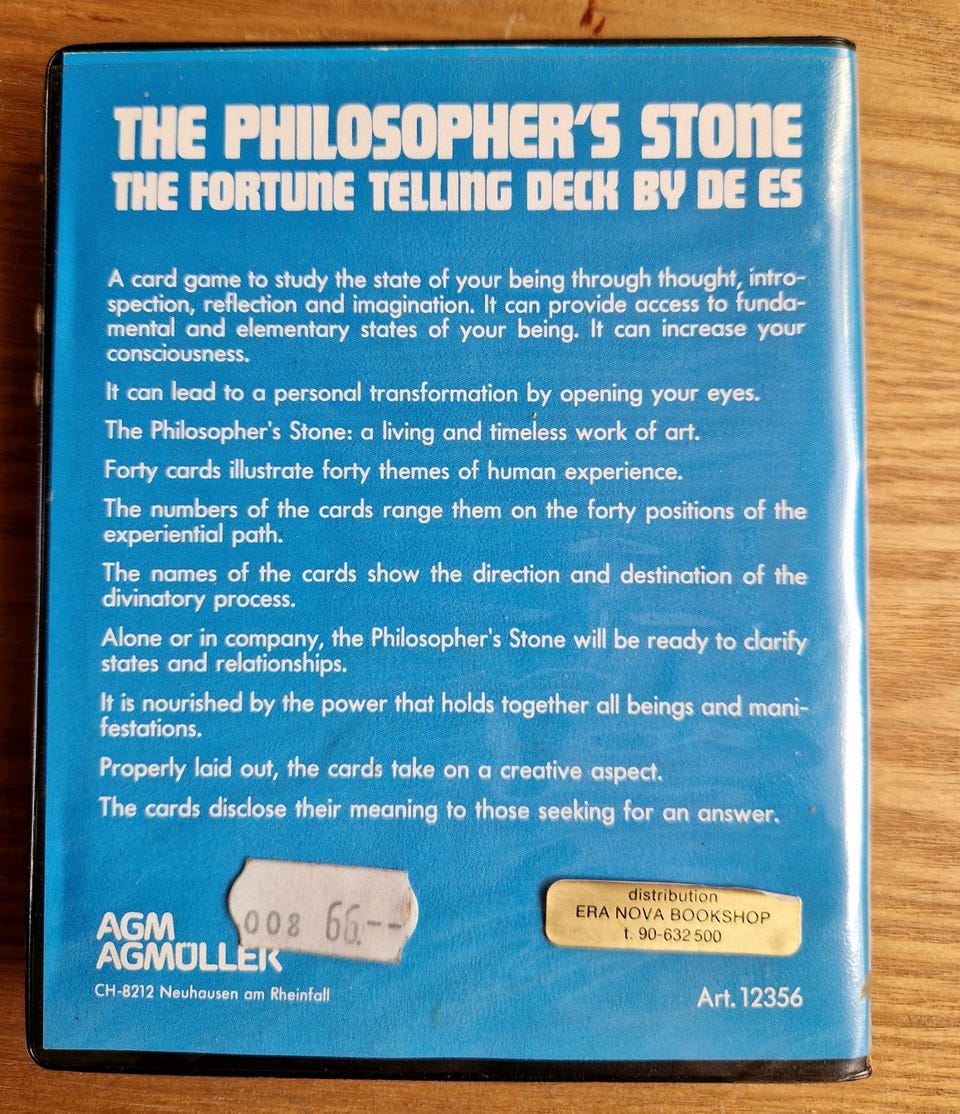 THE PHILOSOPHER'S STONE
THE FORTUNE TELLING DECK BY DE ES
A card game to study the state of your being through thought, intro-
spection, reflection and imagination. It can provide access to funda-
mental and elementary states of your being. It can increase your
consciousness.
It can lead to a personal transformation by opening your eyes.
The Philosopher's Stone: a living and timeless work of art.
Forty cards illustrate forty themes of human experience.
The numbers of the cards range them on the forty positions of the
experiential path.
The names of the cards show the direction and destination of the
divinatory process.
Alone or in company, the Philosopher's Stone will be ready to clarify
states and relationships.
It is nourished by the power that holds together all beings and mani-
festations.
Properly laid out, the cards take on a creative aspect.
The cards disclose their meaning to those seeking for an answer.
008 66.--
AGM
AGMÜLLER
CH-8212 Neuhausen am Rheinfall
distribution
ERA NOVA BOOKSHOP
t. 90-632 500
Art. 12356